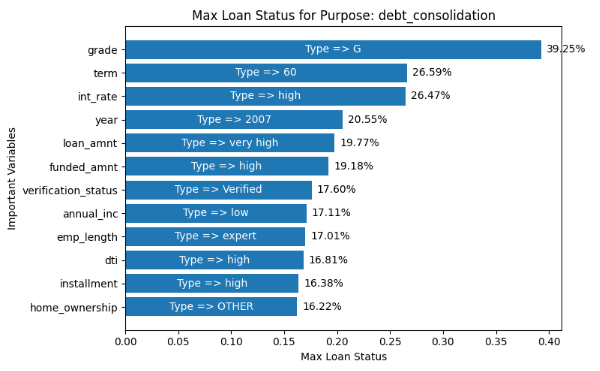 Max Loan Status for Purpose: debt_consolidation
Important Variables
grade Type => G 39.25%
term Type => 60 26.59%
int_rate Type => high 26.47%
year Type => 2007 20.55%
loan_amnt Type => very high 19.77%
funded_amnt Type => high 19.18%
verification_status Type => Verified 17.60%
annual_inc Type => low 17.11%
emp_length Type => expert 17.01%
dti Type => high 16.81%
installment Type => high 16.38%
home_ownership Type => OTHER 16.22%
0.00 0.05 0.10 0.15 0.20 0.25 0.30 0.35 0.40
Max Loan Status